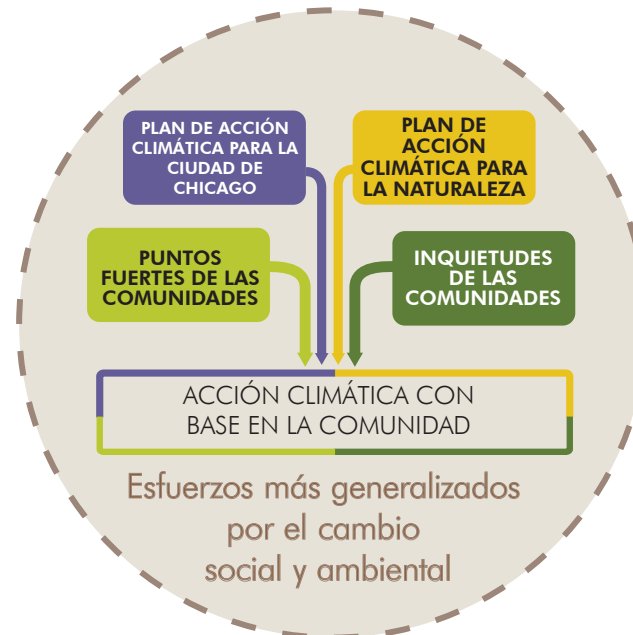 PLAN DE ACCIÓN
CLIMÁTICA PARA LA
CIUDAD DE
CHICAGO
PLAN DE
ACCIÓN
CLIMÁTICA PARA
LA NATURALEZA
PUNTOS
FUERTES DE LAS
COMUNIDADES
INQUIETUDES
DE LAS
COMUNIDADES
ACCIÓN CLIMÁTICA CON
BASE EN LA COMUNIDAD
Esfuerzos más generalizados
por el cambio
social y ambiental